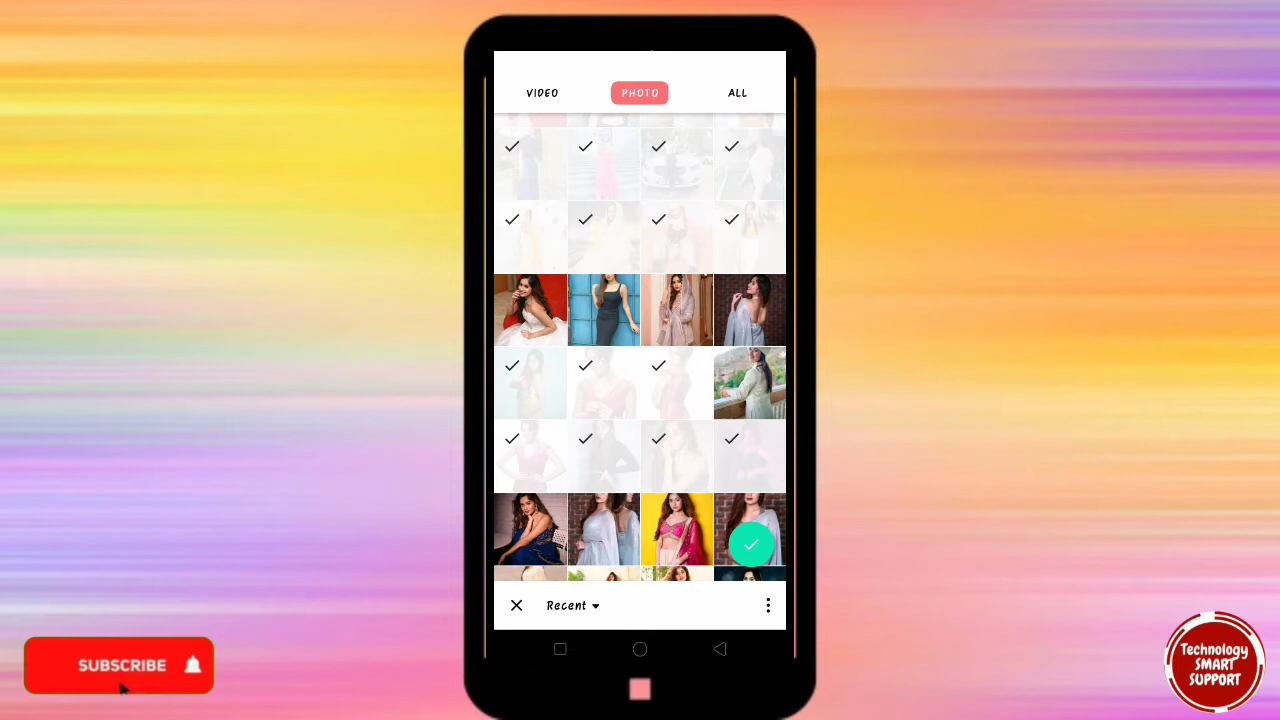 VIDEO
PHOTO
ALL
Recent
SUBSCRIBE
Technology
SMART
SUPPORT